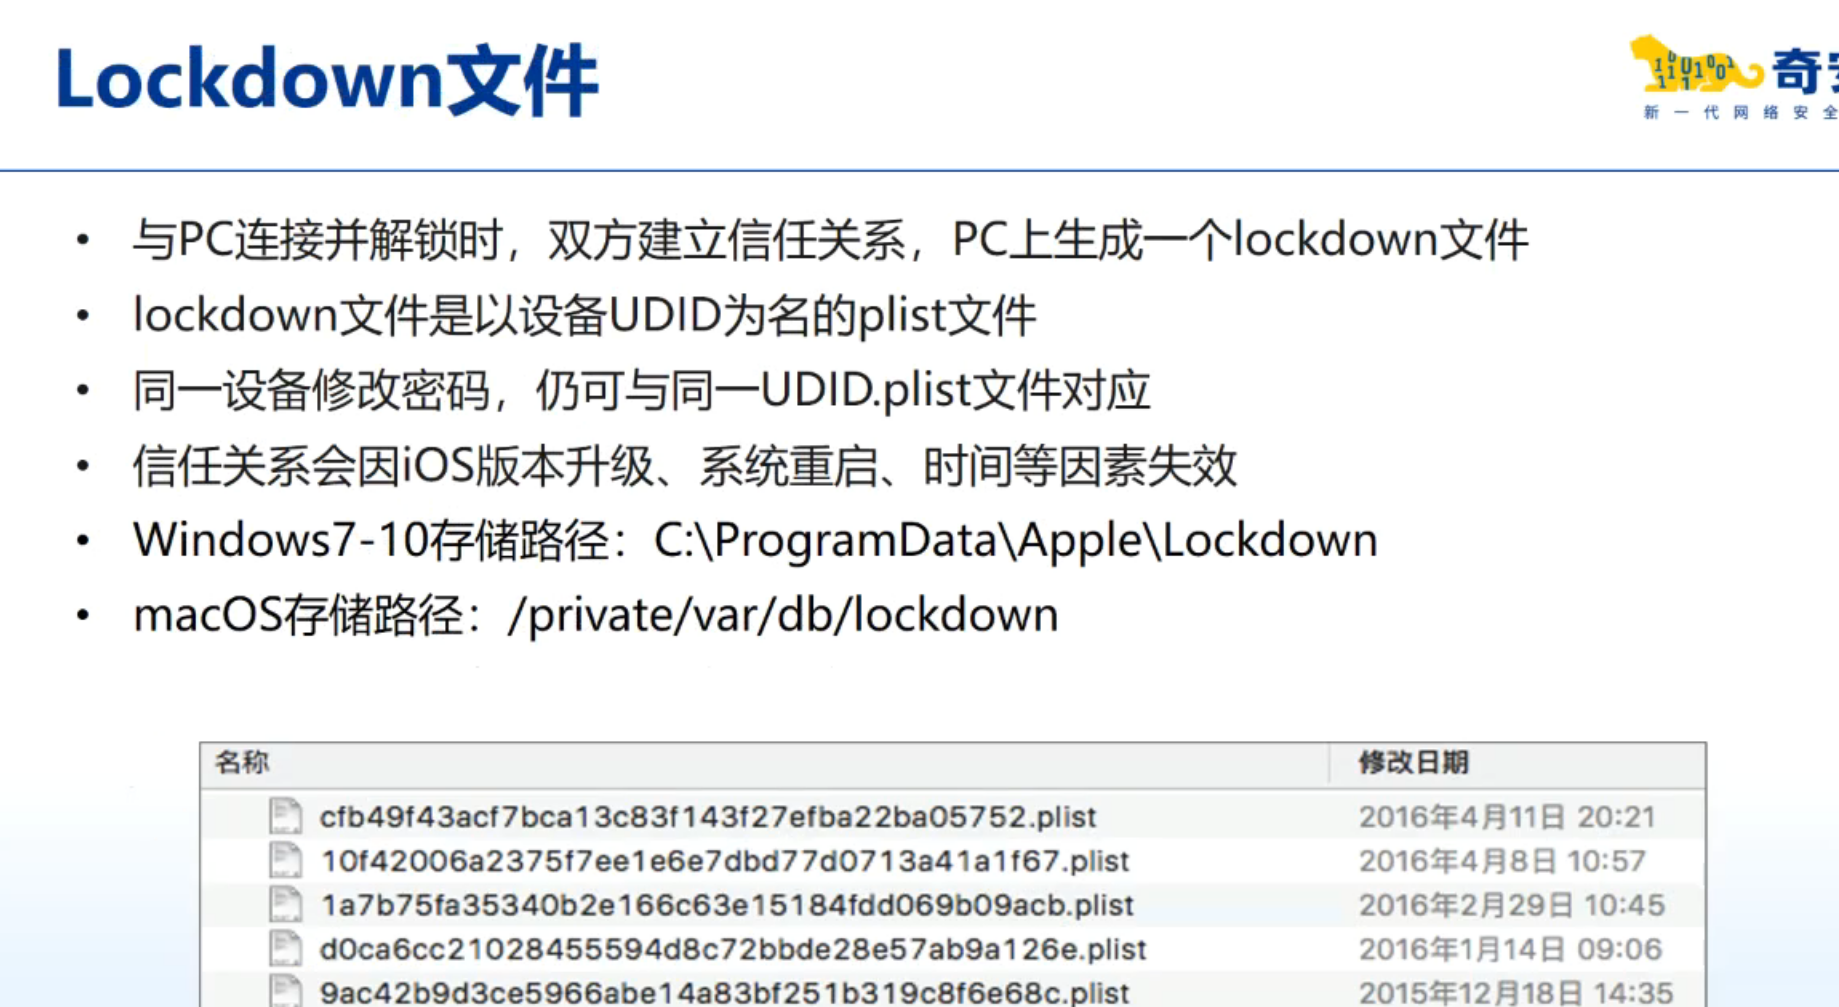 Lockdown文件
奇安
新一代网络安全
与PC连接并解锁时，双方建立信任关系，PC上生成一个lockdown文件
lockdown文件是以设备UDID为名的plist文件
同一设备修改密码，仍可与同一UDID.plist文件对应
信任关系会因iOS版本升级、系统重启、时间等因素失效
Windows7-10存储路径：C:\ProgramData\Apple\Lockdown
macOS存储路径：/private/var/db/lockdown
名称 修改日期
cfb49f43acf7bca13c83f143f27efba22ba05752.plist 2016年4月11日 20:21
10f42006a2375f7ee1e6e7dbd77d0713a41a1f67.plist 2016年4月8日 10:57
1a7b75fa35340b2e166c63e15184fdd069b09acb.plist 2016年2月29日 10:45
d0ca6cc21028455594d8c72bbde28e57ab9a126e.plist 2016年1月14日 09:06
9ac42b9d3ce5966abe14a83bf251b319c8f6e68c.plist 2015年12月18日 14:35